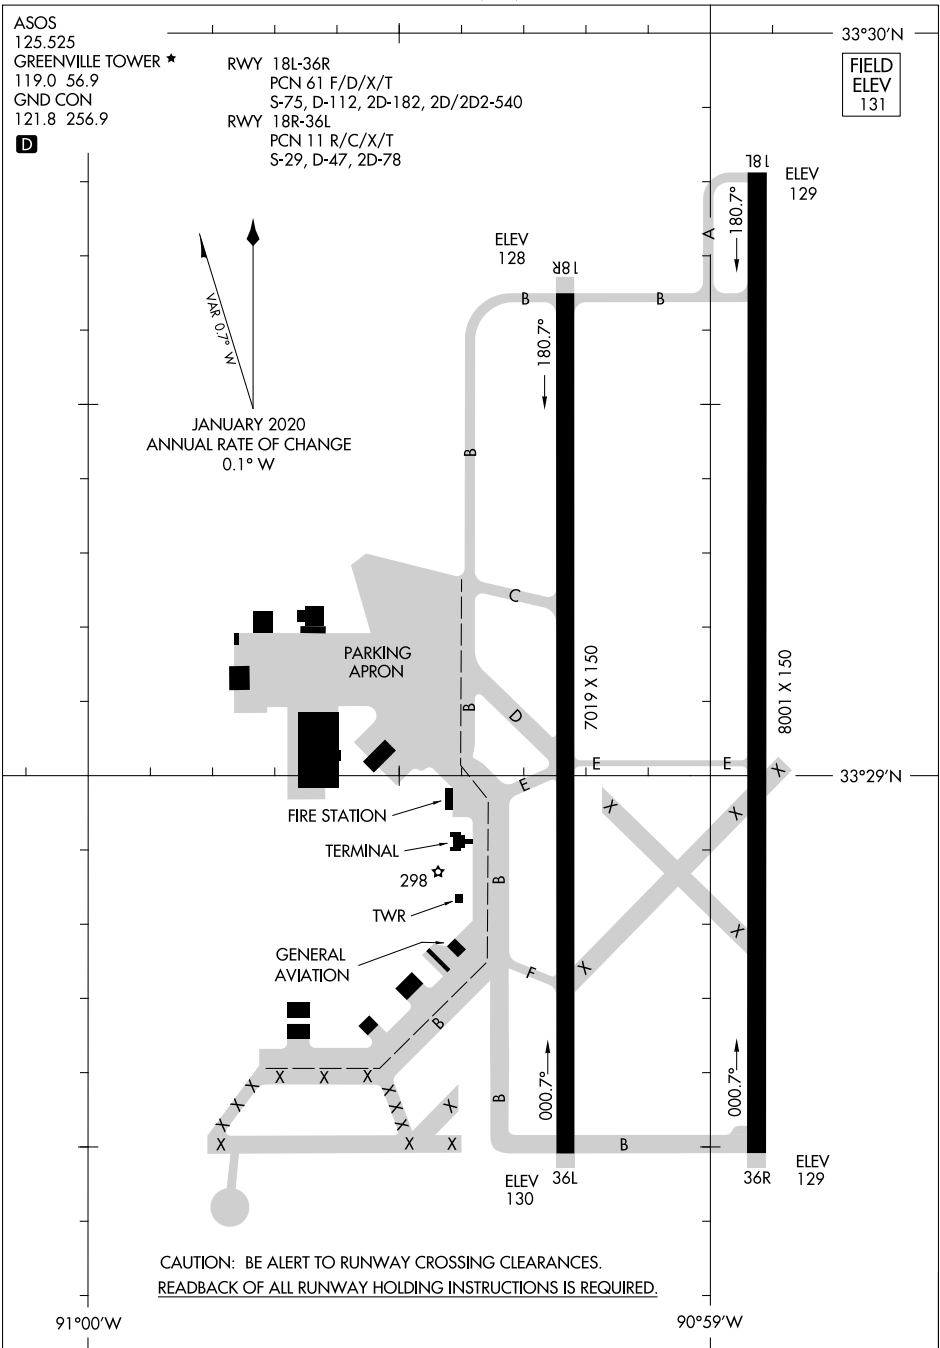 ASOS
125.525
GREENVILLE TOWER ★
119.0 56.9
GND CON
121.8 256.9
D
RWY 18L-36R
PCN 61 F/D/X/T
S-75, D-112, 2D-182, 2D/2D2-540
RWY 18R-36L
PCN 11 R/C/X/T
S-29, D-47, 2D-78
33°30'N
FIELD
ELEV
131
18L
ELEV
129
180.7°
A
ELEV
128
18R
B
B
180.7°
VAR 0.7° W
JANUARY 2020
ANNUAL RATE OF CHANGE
0.1° W
B
C
PARKING
APRON
7019 X 150
8001 X 150
B
D
E
E
E
X
33°29'N
FIRE STATION
X
X
TERMINAL
298
B
TWR
X
GENERAL
AVIATION
F
X
B
000.7°
000.7°
X
X
X
X
X
X
X
X
X
X
X
B
X
X
X
B
ELEV
130
36L
36R
ELEV
129
CAUTION: BE ALERT TO RUNWAY CROSSING CLEARANCES.
READBACK OF ALL RUNWAY HOLDING INSTRUCTIONS IS REQUIRED.
91°00'W
90°59'W